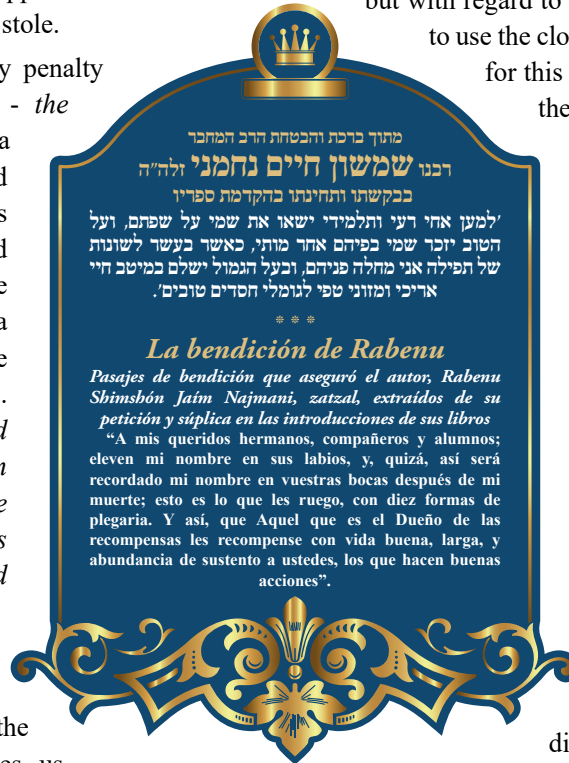 stole.
but with regard to
to use the clo
for this
the
y penalty
- the
a
d
s
d
e
a
e
.
d
n
e
s
d
the
di
מתוך ברכת והבטחת הרב המחבר
רבנו שמשון חיים נחמני זלה״ה
בבקשתו ותחינתו בהקדמת ספריו
'למען אחי רעי ותלמידי ישאו את שמי על שפתם, ועל
הטוב יזכר שמי בפיהם אחר מותי, כאשר בעשר לשונות
של תפילה אני מחלה פניהם, ובעל הגמול ישלם במיטב חיי
אריכי ומזוני טפי לגומלי חסדים טובים'.
* * *
La bendición de Rabenu
Pasajes de bendición que aseguró el autor, Rabenu
Shimshón Jaím Najmani, zatzal, extraídos de su
petición y súplica en las introducciones de sus libros
“A mis queridos hermanos, compañeros y alumnos;
eleven mi nombre en sus labios, y, quizá, así será
recordado mi nombre en vuestras bocas después de mi
muerte; esto es lo que les ruego, con diez formas de
plegaria. Y así, que Aquel que es el Dueño de las
recompensas les recompense con vida buena, larga, y
abundancia de sustento a ustedes, los que hacen buenas
acciones”.